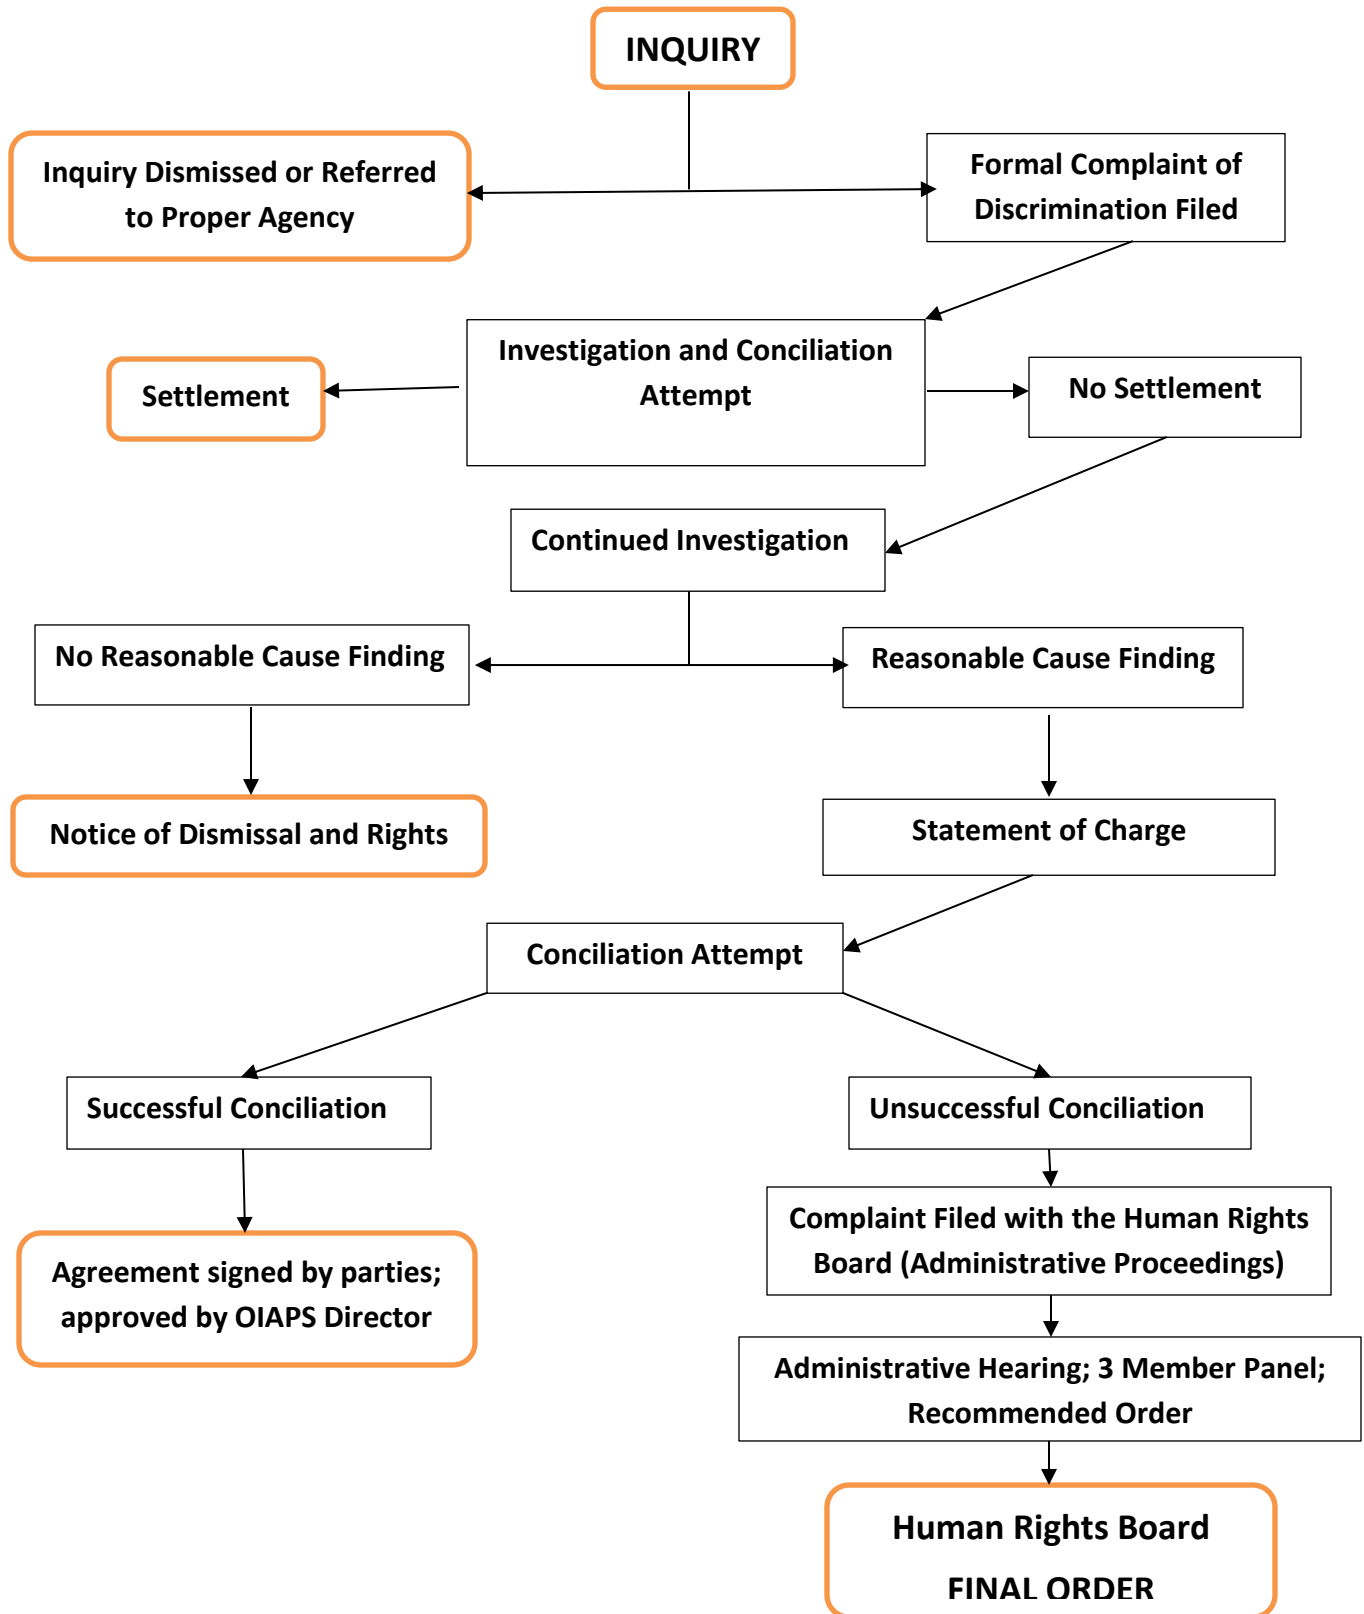 INQUIRY
Inquiry Dismissed or Referred
to Proper Agency
Formal Complaint of
Discrimination Filed
Investigation and Conciliation
Attempt
Settlement
No Settlement
Continued Investigation
No Reasonable Cause Finding
Reasonable Cause Finding
Notice of Dismissal and Rights
Statement of Charge
Conciliation Attempt
Successful Conciliation
Unsuccessful Conciliation
Complaint Filed with the Human Rights
Board (Administrative Proceedings)
Agreement signed by parties;
approved by OIAPS Director
Administrative Hearing; 3 Member Panel;
Recommended Order
Human Rights Board
FINAL ORDER